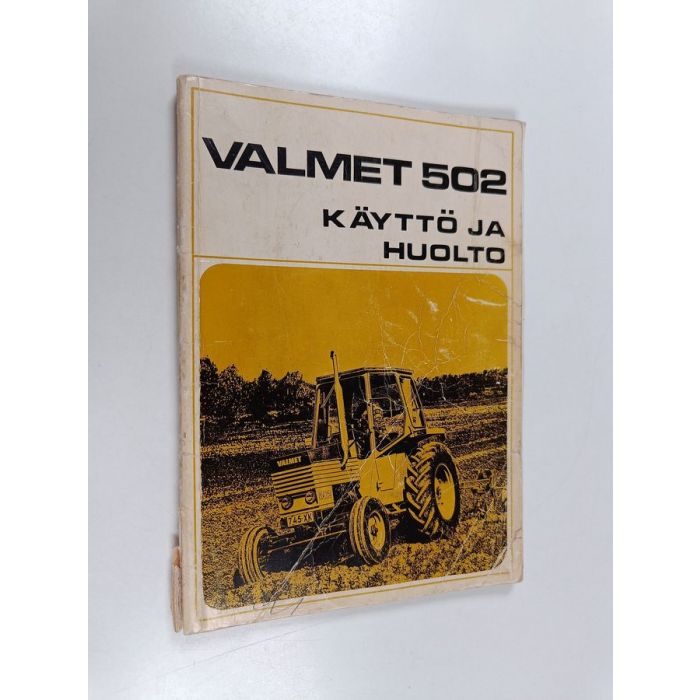 VALMET 502
KÄYTTÖ JA
HUOLTO
VALMET